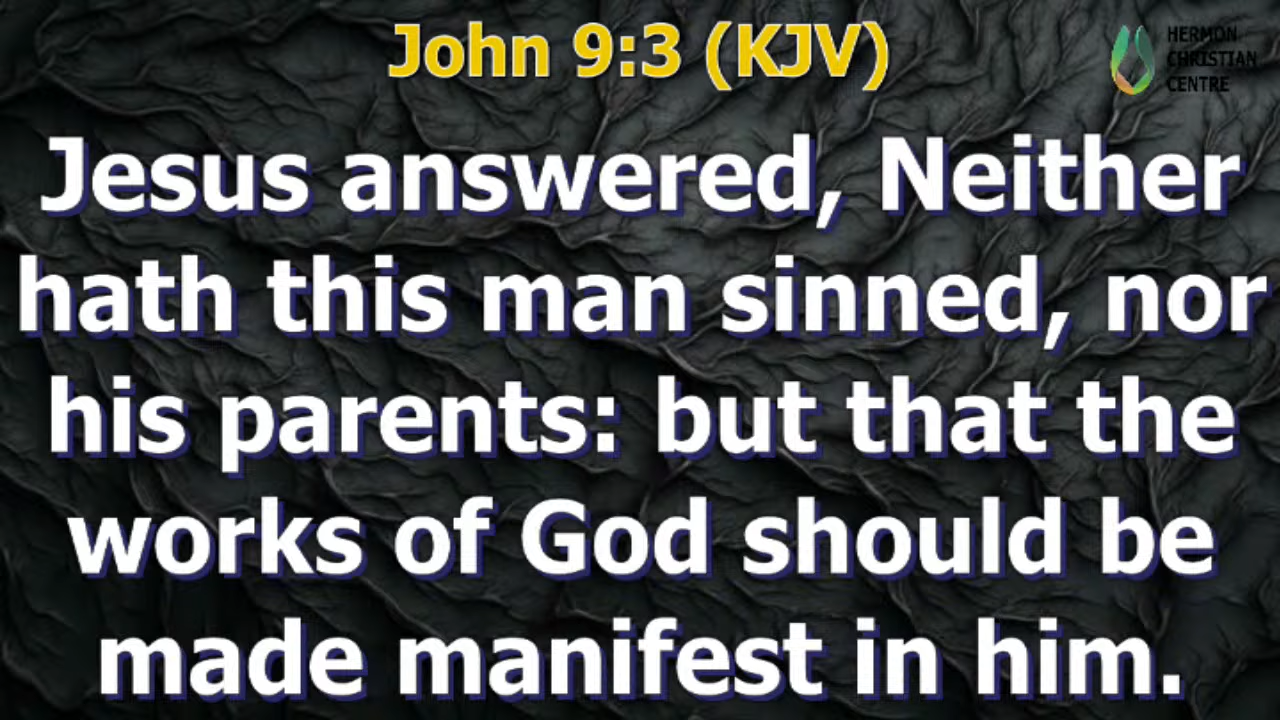 John 9:3 (KJV)
HERMON
CHRISTIAN
CENTRE
Jesus answered, Neither
hath this man sinned, nor
his parents: but that the
works of God should be
made manifest in him.